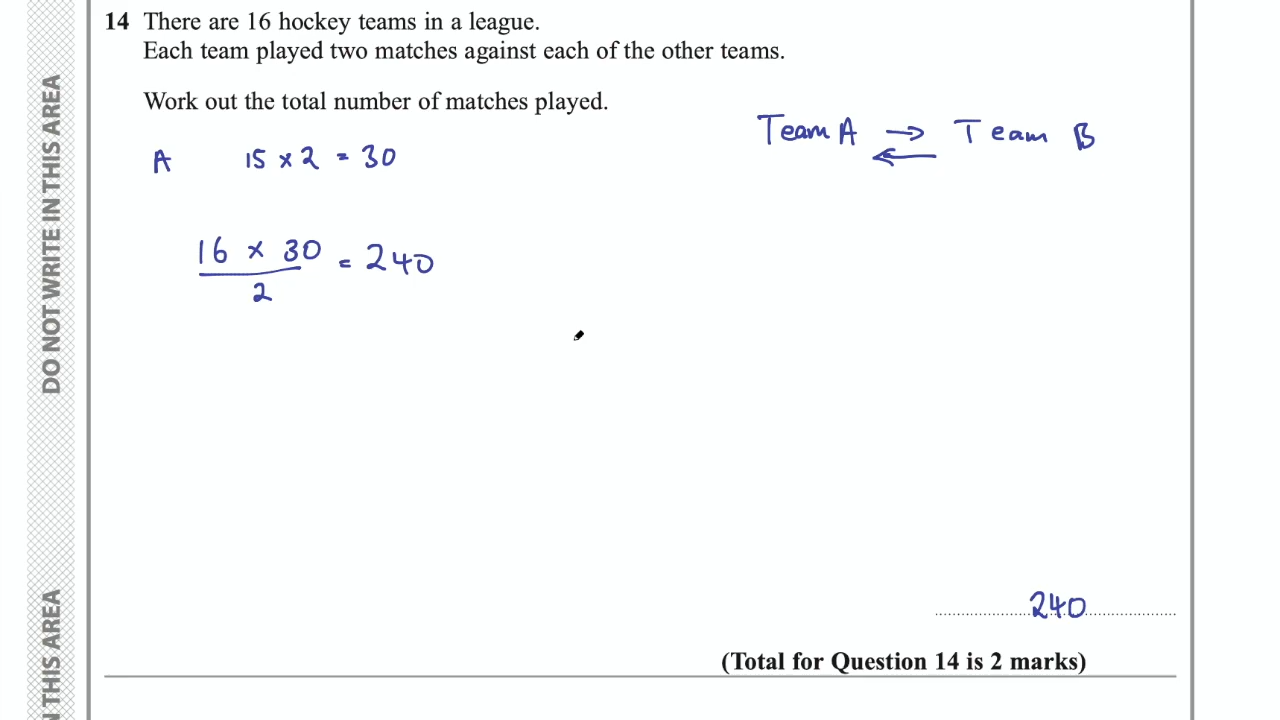 14 There are 16 hockey teams in a league.
Each team played two matches against each of the other teams.
Work out the total number of matches played.
Team A → Team B
←
A 15 × 2 = 30
16 × 30 = 240
2
240
(Total for Question 14 is 2 marks)
DO NOT WRITE IN THIS AREA
N THIS AREA